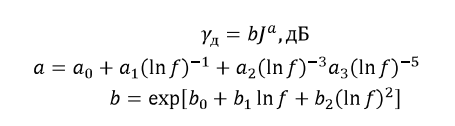 γ_д = bJ^a, дБ
a = a_0 + a_1(ln f)^{-1} + a_2(ln f)^{-3}a_3(ln f)^{-5}
b = exp[b_0 + b_1 ln f + b_2(ln f)^2]